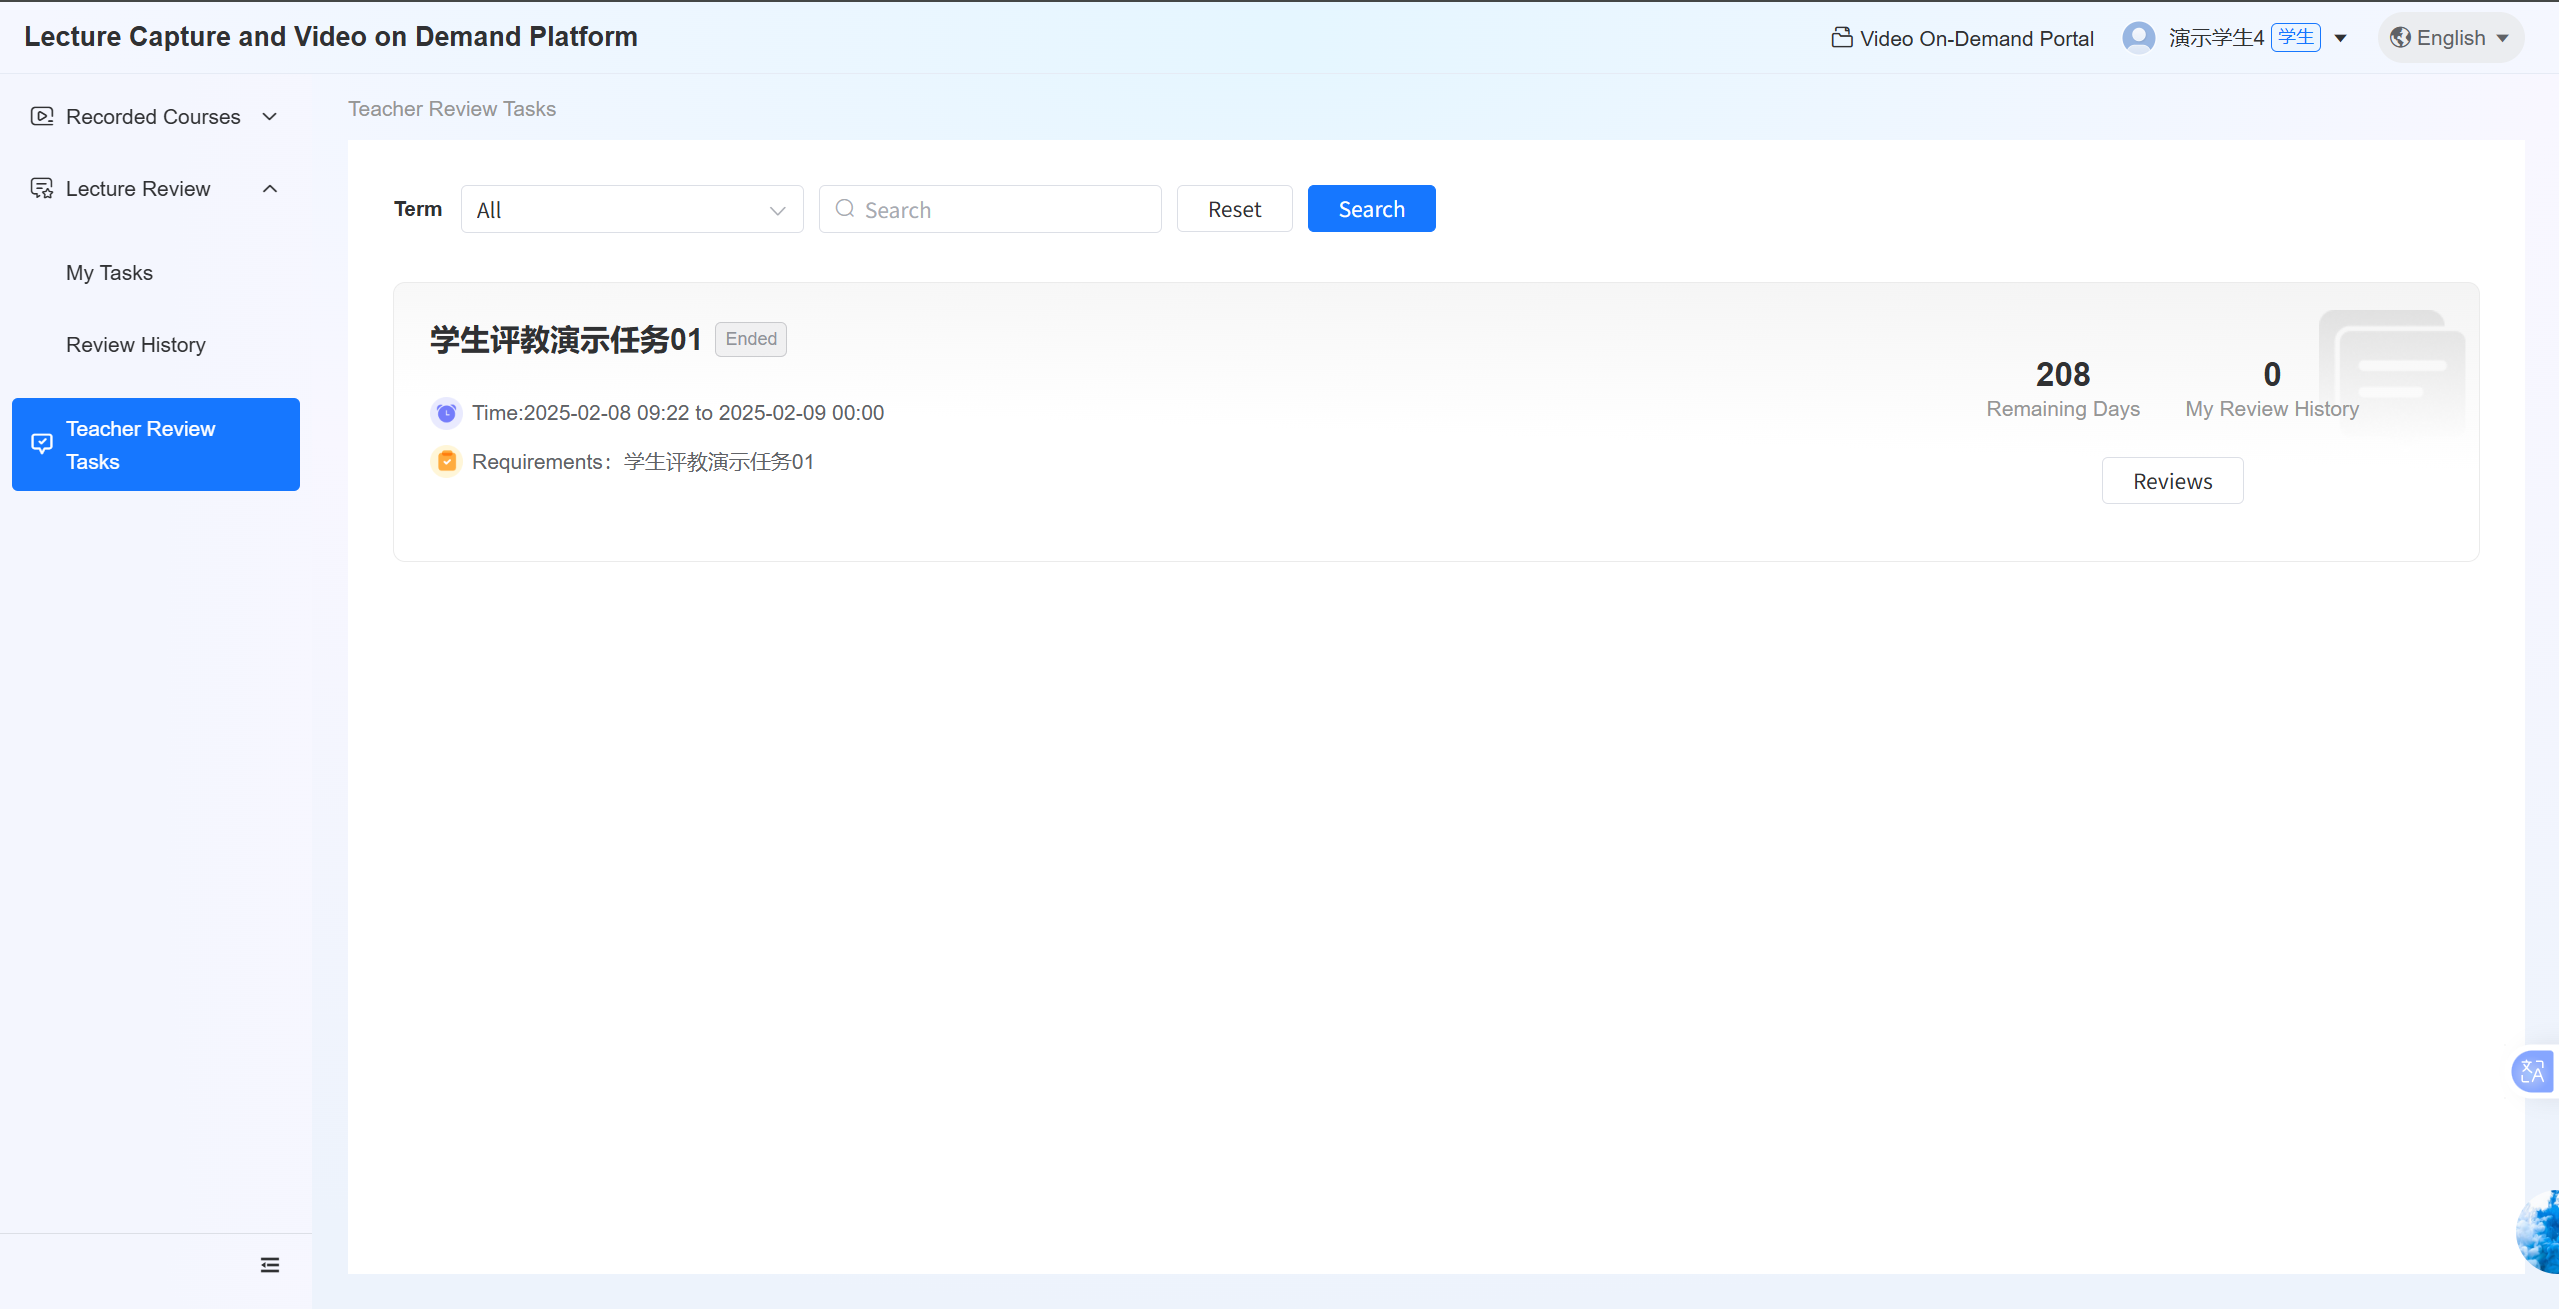 Lecture Capture and Video on Demand Platform
Video On-Demand Portal
演示学生4
学生
English
Recorded Courses
Lecture Review
My Tasks
Review History
Teacher Review
Tasks
Teacher Review Tasks
Term
All
Search
Reset
Search
学生评教演示任务01
Ended
Time:2025-02-08 09:22 to 2025-02-09 00:00
Requirements：学生评教演示任务01
208
Remaining Days
0
My Review History
Reviews